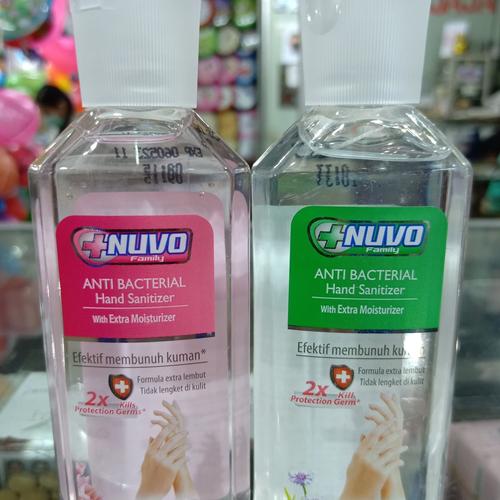 NUVO
Family
ANTI BACTERIAL
Hand Sanitizer
With Extra Moisturizer
Efektif membunuh kuman*
Formula extra lembut
Tidak lengket di kulit
2x Kills
Protection Germs*
NUVO
Family
ANTI BACTERIAL
Hand Sanitizer
With Extra Moisturizer
Efektif membunuh kuman
Formula extra lembut
Tidak lengket di kulit
2x Kills
Protection Germs*